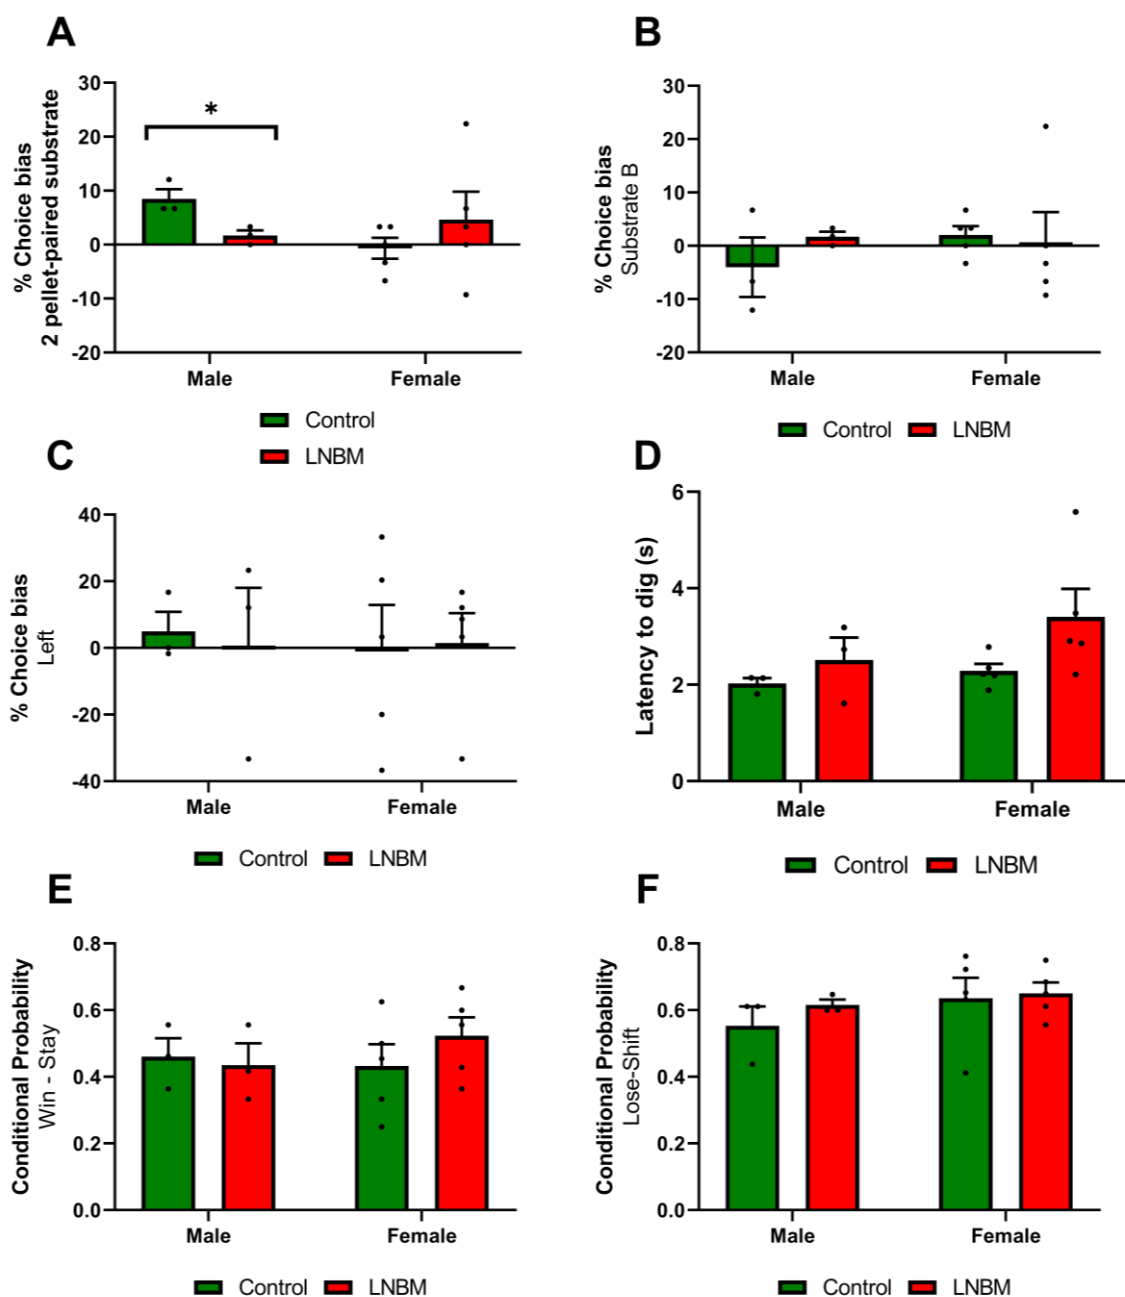 A
% Choice bias
2 pellet-paired substrate
30
20
10
0
-10
-20
*
Male
Female
Control
LNBM
B
% Choice bias
Substrate B
30
20
10
0
-10
-20
Male
Female
Control LNBM
C
% Choice bias
Left
40
20
0
-20
-40
Male
Female
Control LNBM
D
Latency to dig (s)
6
4
2
0
Male
Female
Control LNBM
E
Conditional Probability
Win - Stay
0.8
0.6
0.4
0.2
0.0
Male
Female
Control LNBM
F
Conditional Probability
Lose-Shift
0.8
0.6
0.4
0.2
0.0
Male
Female
Control LNBM